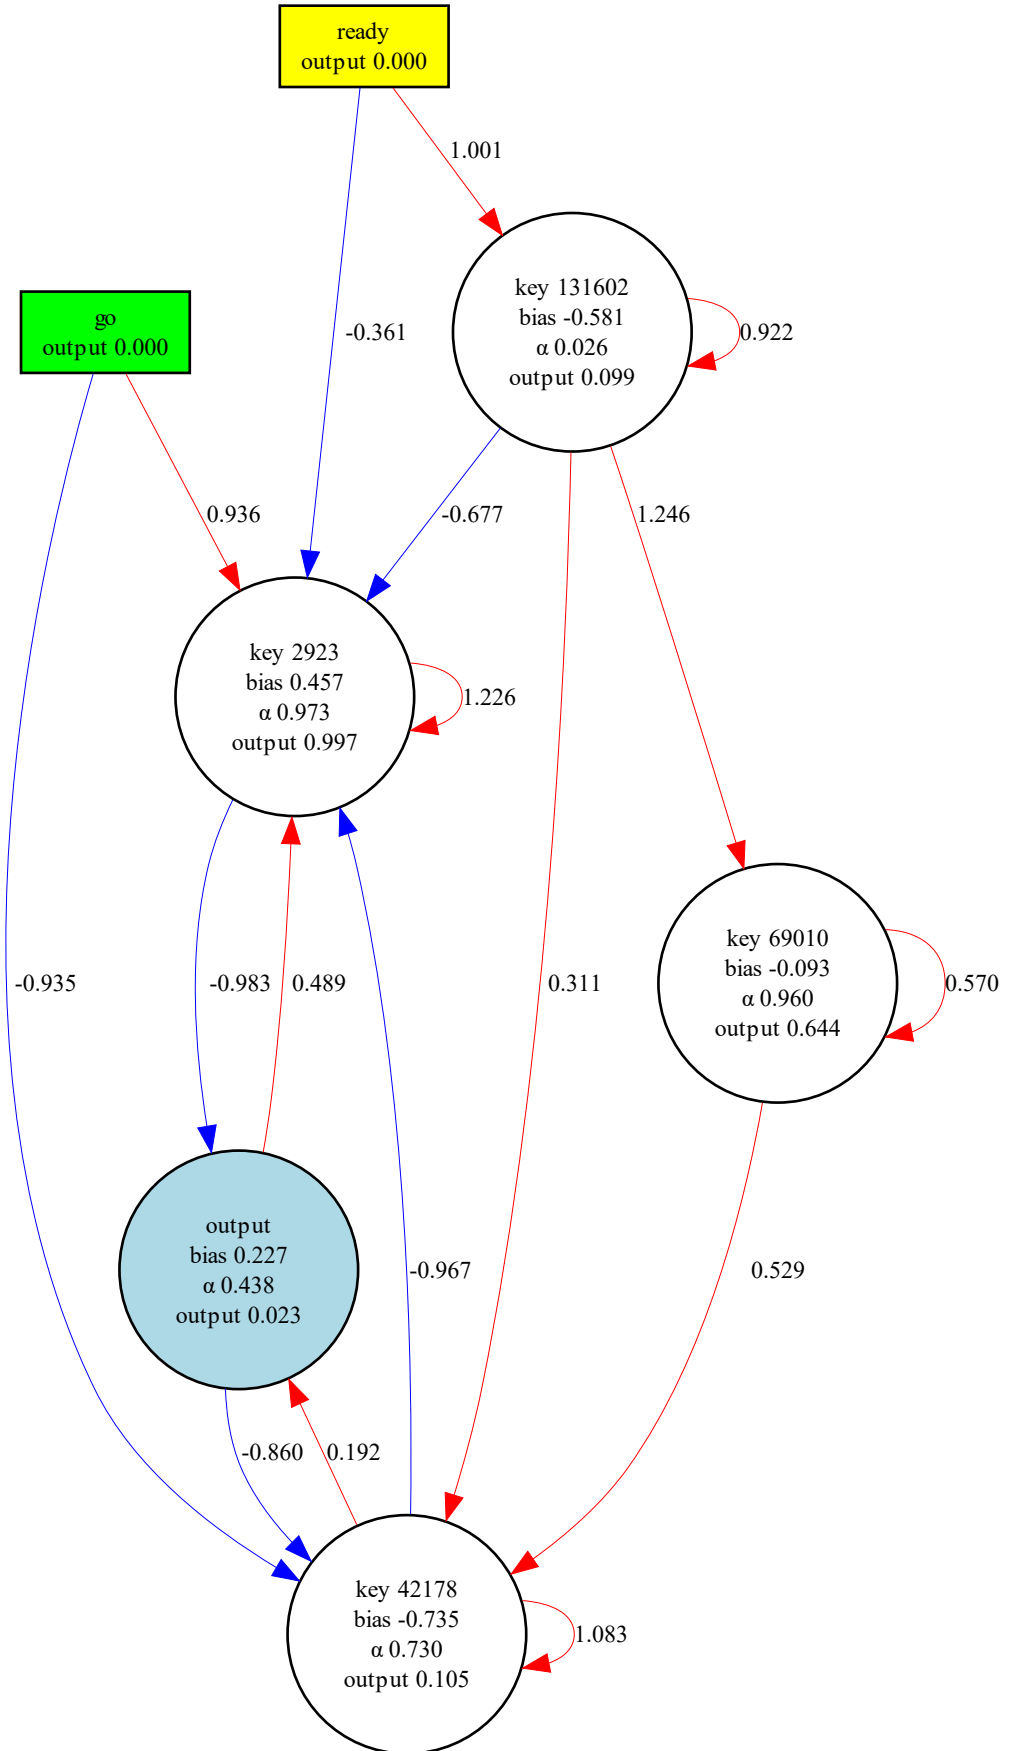 ready
output 0.000
1.001
key 131602
bias -0.581
α 0.026
output 0.099
0.922
go
output 0.000
-0.361
0.936
-0.677
1.246
key 2923
bias 0.457
α 0.973
output 0.997
1.226
key 69010
bias -0.093
α 0.960
output 0.644
0.570
-0.935
-0.983
0.489
0.311
output
bias 0.227
α 0.438
output 0.023
-0.967
0.529
-0.860
0.192
key 42178
bias -0.735
α 0.730
output 0.105
1.083